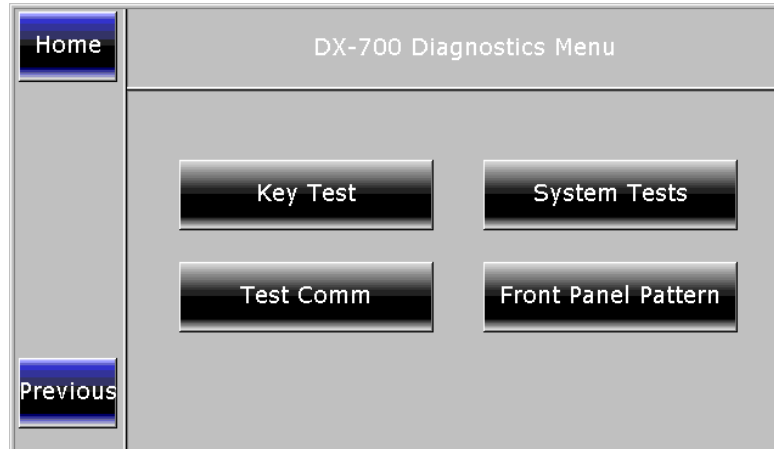 Home
DX-700 Diagnostics Menu
Key Test
System Tests
Test Comm
Front Panel Pattern
Previous